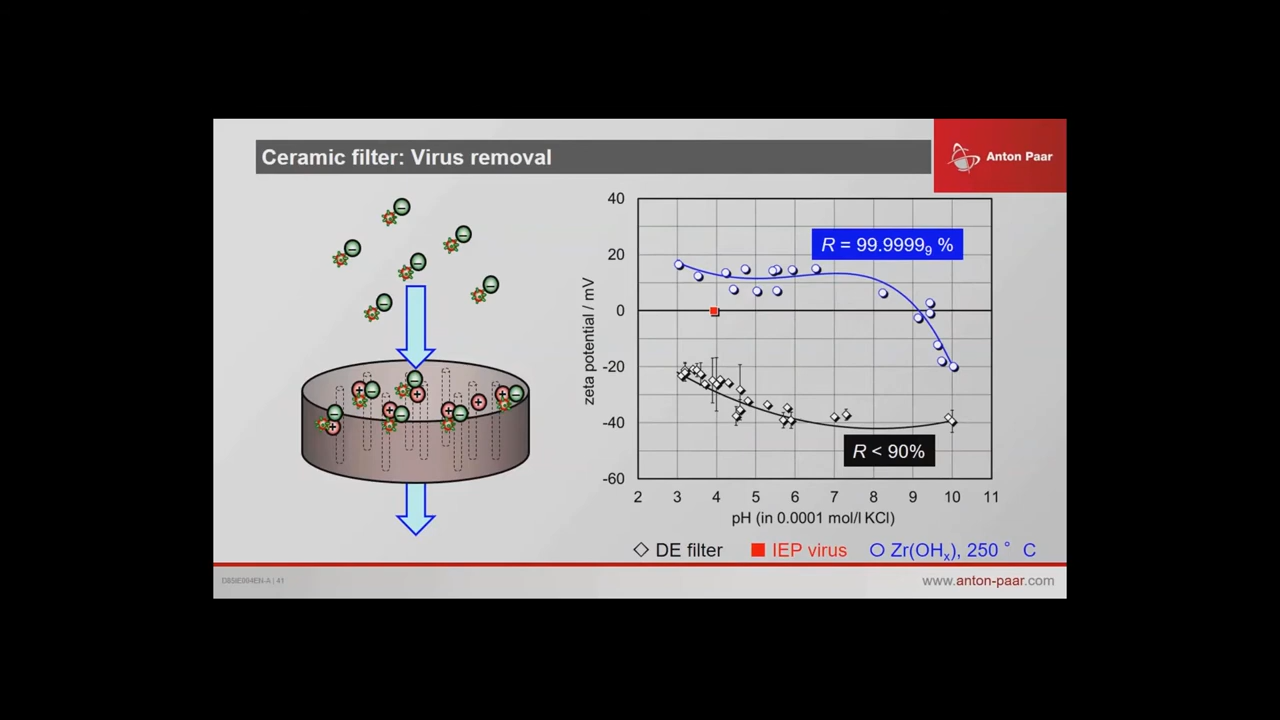 Ceramic filter: Virus removal
Anton Paar
40
20
0
-20
-40
-60
zeta potential / mV
R = 99.9999₉ %
R < 90%
2 3 4 5 6 7 8 9 10 11
pH (in 0.0001 mol/l KCl)
DE filter IEP virus Zr(OHₓ), 250 ° C
D85IE004EN-A | 41
www.anton-paar.com